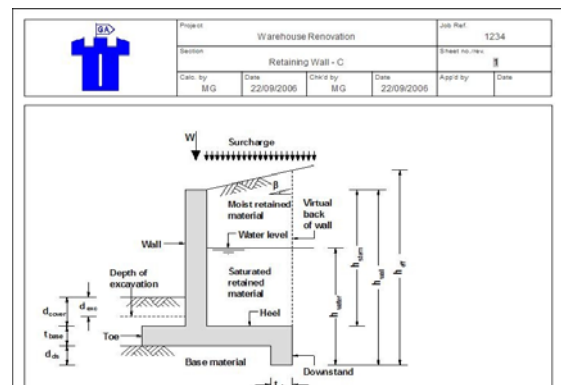 GA
Project
Warehouse Renovation
Job Ref.
1234
Section
Retaining Wall - C
Sheet no./rev.
1
Calc. by
MG
Date
22/09/2006
Chk'd by
MG
Date
22/09/2006
App'd by
Date
W
Surcharge
β
Moist retained
material
Virtual
back
of wall
Water level
Wall
Depth of
excavation
Saturated
retained
material
Heel
Toe
Base material
Downstand
d cover
d exc
t base
d ds
h water
h stem
h wall
h eff